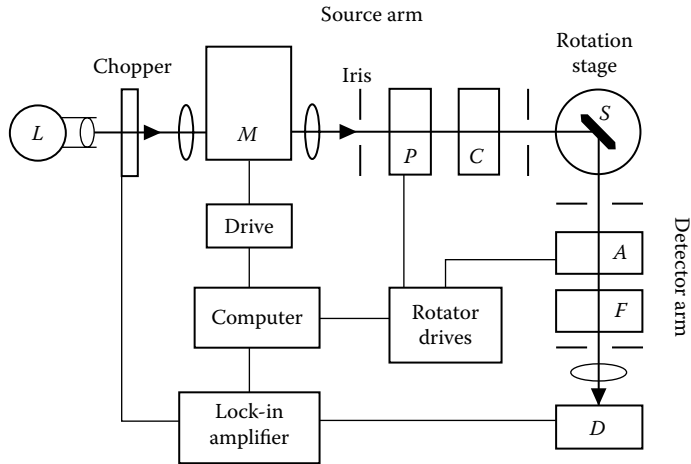 Source arm
Rotation
stage
Chopper
Iris
L
M
P
C
S
Drive
A
Detector arm
F
Computer
Rotator
drives
Lock-in
amplifier
D